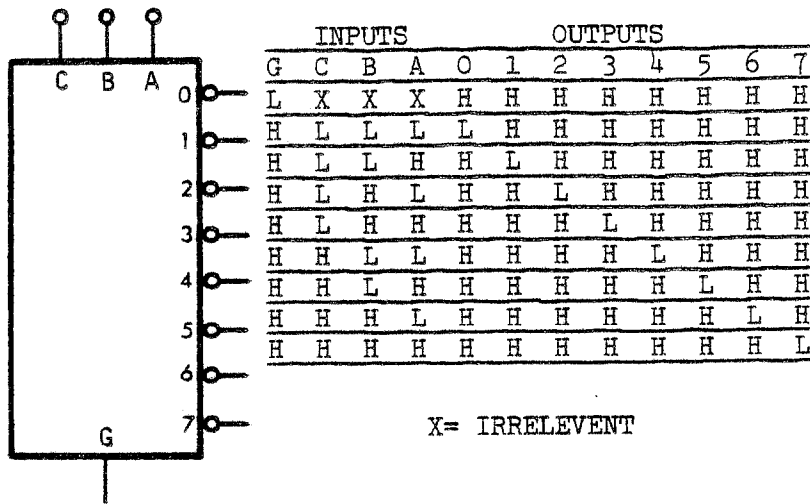 C B A
0
1
2
3
4
5
6
7
G
INPUTS OUTPUTS
G C B A 0 1 2 3 4 5 6 7
L X X X H H H H H H H H
H L L L L H H H H H H H
H L L H H L H H H H H H
H L H L H H L H H H H H
H L H H H H H L H H H H
H H L L H H H H L H H H
H H L H H H H H H L H H
H H H L H H H H H H L H
H H H H H H H H H H H L
X= IRRELEVENT